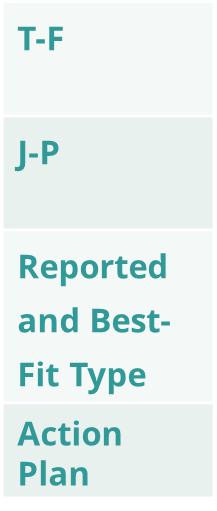 T-F
J-P
Reported
and Best-
Fit Type
Action
Plan